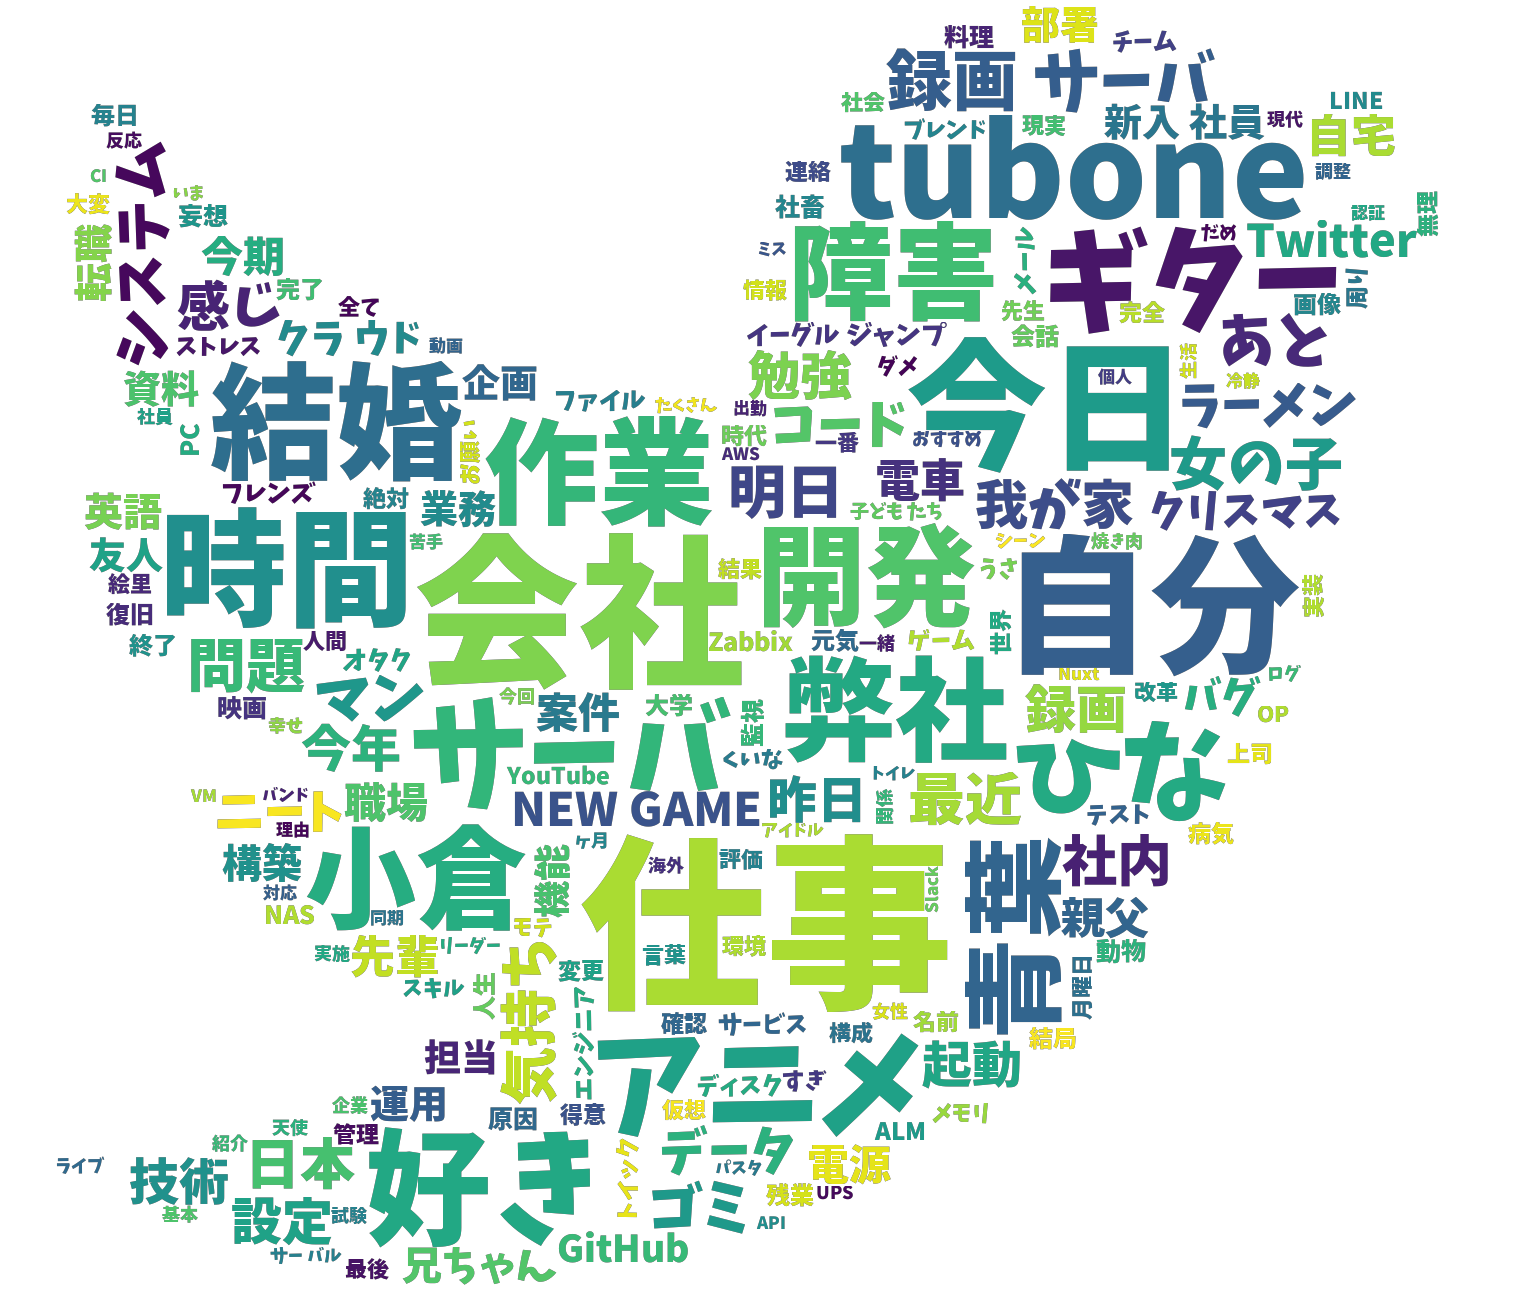 部署
料理
チーム
録画 サーバ
社会
LINE
毎日
新入 社員
現代
自宅
ブレンド
現実
tubone
反応
システム
CI
連絡
調整
大変
いま
妄想
社畜
認証
無理
転職
今期
障害
メール
ギター
だめ
Twitter
ミス
感じ
完了
情報
先生
完全
画像
周り
全て
クラウド
ストレス
動画
イーグル ジャンプ
会話
あと
資料
社員
結婚
企画
勉強
ダメ
今日
個人
生活
冷静
PC
ファイル
たくさん
出勤
コード
一番
おすすめ
ラーメン
お願い
作業
時代
AWS
女の子
フレンズ
絶対
業務
明日
電車
我が家
クリスマス
英語
時間
苦手
子ども たち
シーン
焼き肉
友人
会社
開発
結果
うさ
自分
実装
絵里
復旧
終了
人間
Zabbix
元気
一緒
ゲーム
世界
問題
オタク
マン
弊社
Nuxt
ログ
映画
今回
案件
大学
録画
改革
バグ
OP
幸せ
今年
サーバ
監視
ひな
上司
YouTube
くいな
トイレ
VM
ニート
バンド
理由
職場
NEW GAME
昨日
関係
最近
テスト
アイドル
病気
構築
小倉
ヶ月
機能
仕事
海外
評価
Slack
青葉
社内
対応
NAS
同期
親父
実施
先輩
リーダー
モテ
気持ち
言葉
環境
動物
スキル
人生
変更
月曜日
エンジニア
確認
サービス
構成
女性
名前
結局
担当
アニメ
ディスク
すぎ
起動
企業
運用
原因
得意
仮想
メモリ
天使
管理
ALM
紹介
日本
好き
トイック
データ
パスタ
電源
ライブ
技術
残業
UPS
基本
設定
試験
ゴミ
API
サーバル
最後
兄ちゃん
GitHub